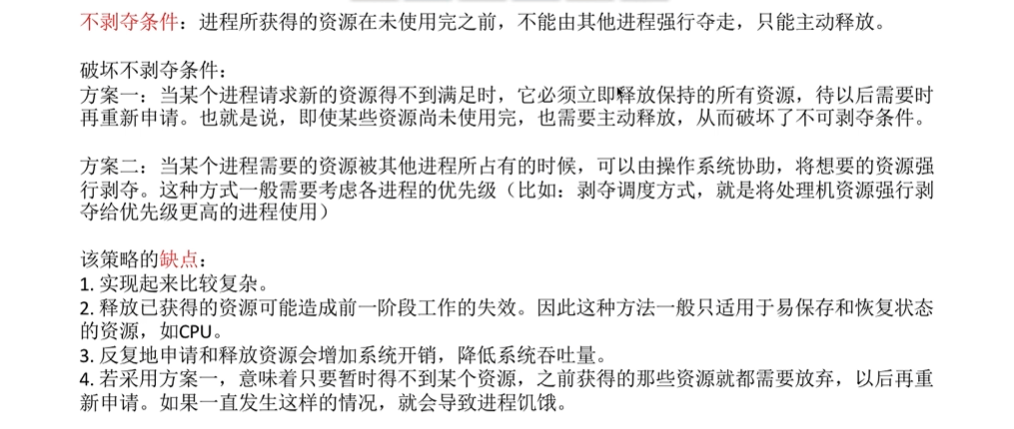 不剥夺条件：进程所获得的资源在未使用完之前，不能由其他进程强行夺走，只能主动释放。
破坏不剥夺条件：
方案一：当某个进程请求新的资源得不到满足时，它必须立即释放保持的所有资源，待以后需要时
再重新申请。也就是说，即使某些资源尚未使用完，也需要主动释放，从而破坏了不可剥夺条件。
方案二：当某个进程需要的资源被其他进程所占有的时候，可以由操作系统协助，将想要的资源强
行剥夺。这种方式一般需要考虑各进程的优先级（比如：剥夺调度方式，就是将处理机资源强行剥
夺给优先级更高的进程使用）
该策略的缺点：
1. 实现起来比较复杂。
2. 释放已获得的资源可能造成前一阶段工作的失效。因此这种方法一般只适用于易保存和恢复状态
的资源，如CPU。
3. 反复地申请和释放资源会增加系统开销，降低系统吞吐量。
4. 若采用方案一，意味着只要暂时得不到某个资源，之前获得的那些资源就都需要放弃，以后再重
新申请。如果一直发生这样的情况，就会导致进程饥饿。